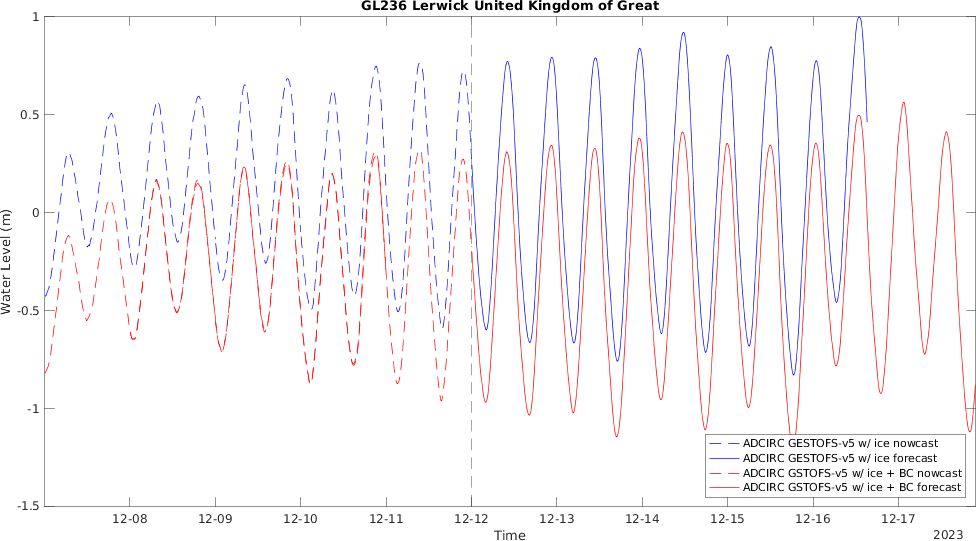 GL236 Lerwick United Kingdom of Great
1
0.5
0
-0.5
-1
-1.5
Water Level (m)
ADCIRC GESTOFS-v5 w/ ice nowcast
ADCIRC GESTOFS-v5 w/ ice forecast
ADCIRC GSTOFS-v5 w/ ice + BC nowcast
ADCIRC GSTOFS-v5 w/ ice + BC forecast
12-08 12-09 12-10 12-11 12-12 12-13 12-14 12-15 12-16 12-17
Time
2023